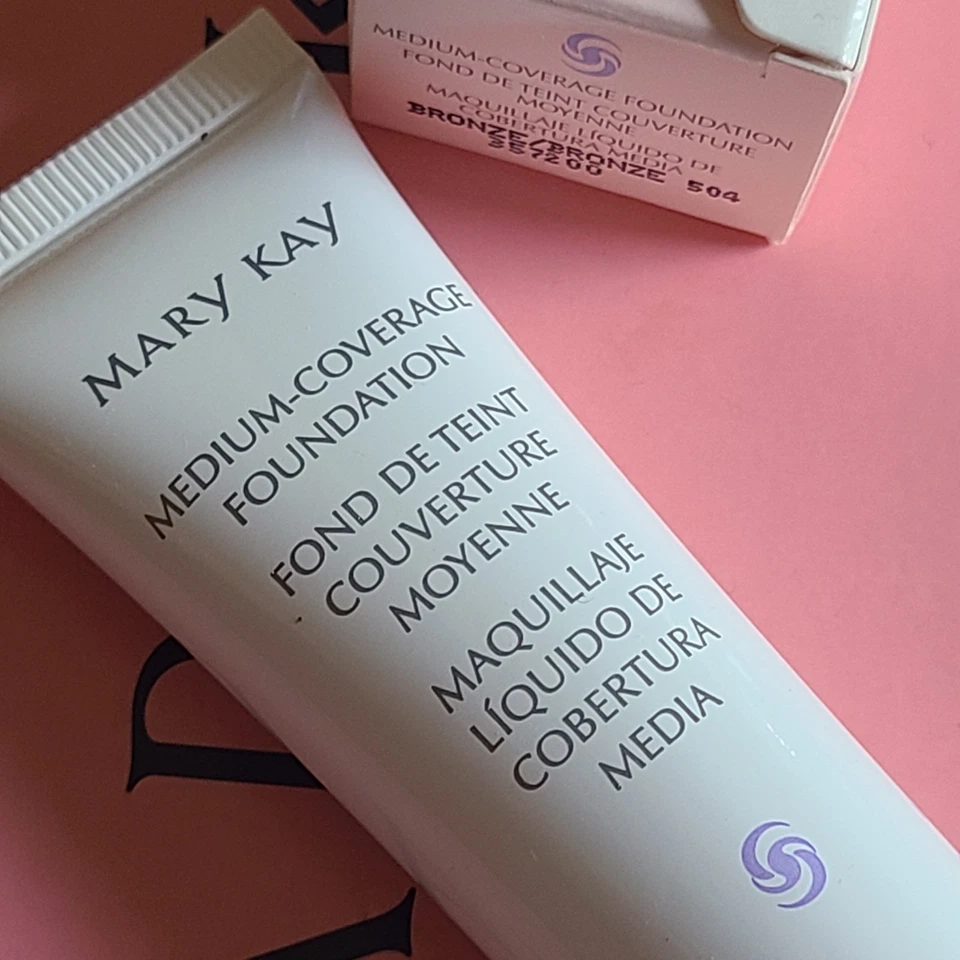 MEDIUM-COVERAGE FOUNDATION
FOND DE TEINT COUVERTURE
MOYENNE
MAQUILLAJE LÍQUIDO DE
COBERTURA MEDIA
BRONZE/BRONZE 504
357200
MARY KAY
MEDIUM-COVERAGE
FOUNDATION
FOND DE TEINT
COUVERTURE
MOYENNE
MAQUILLAJE
LÍQUIDO DE
COBERTURA
MEDIA